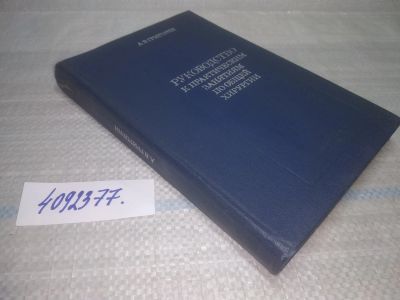 РУКОВОДСТВО
К ПРАКТИЧЕСКИМ
ЗАНЯТИЯМ
ПО ОБЩЕЙ
ХИРУРГИИ
4092377.